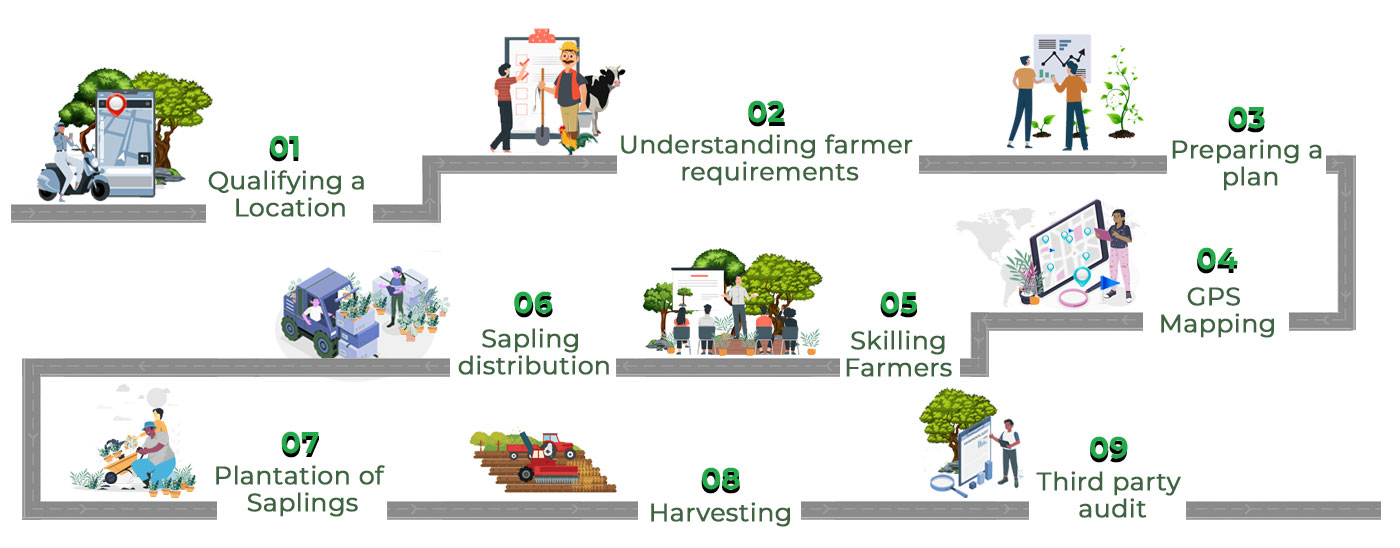 01
Qualifying a
Location
02
Understanding farmer
requirements
03
Preparing a
plan
04
GPS
Mapping
05
Skilling
Farmers
06
Sapling
distribution
07
Plantation of
Saplings
08
Harvesting
09
Third party
audit